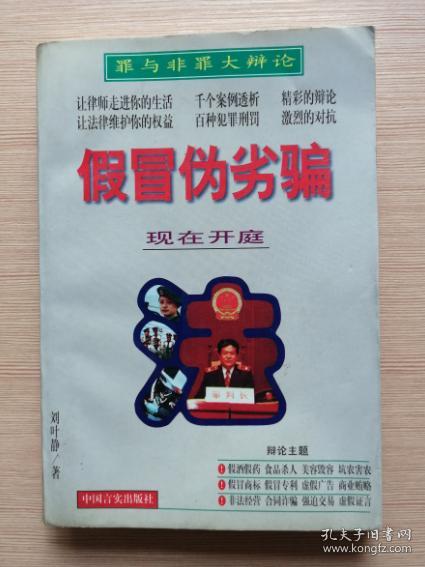 罪与非罪大辩论
让律师走进你的生活 千个案例透析 精彩的辩论
让法律维护你的权益 百种犯罪刑罚 激烈的对抗
假冒伪劣骗
现在开庭
法
审判长
刘叶静/著
中国言实出版社
辩论主题
!假酒假药 食品杀人 美容毁容 坑农害农
!假冒商标 假冒专利 虚假广告 商业贿赂
!非法经营 合同诈骗 强迫交易 虚假证言
孔夫子旧书网
www.kongfz.com